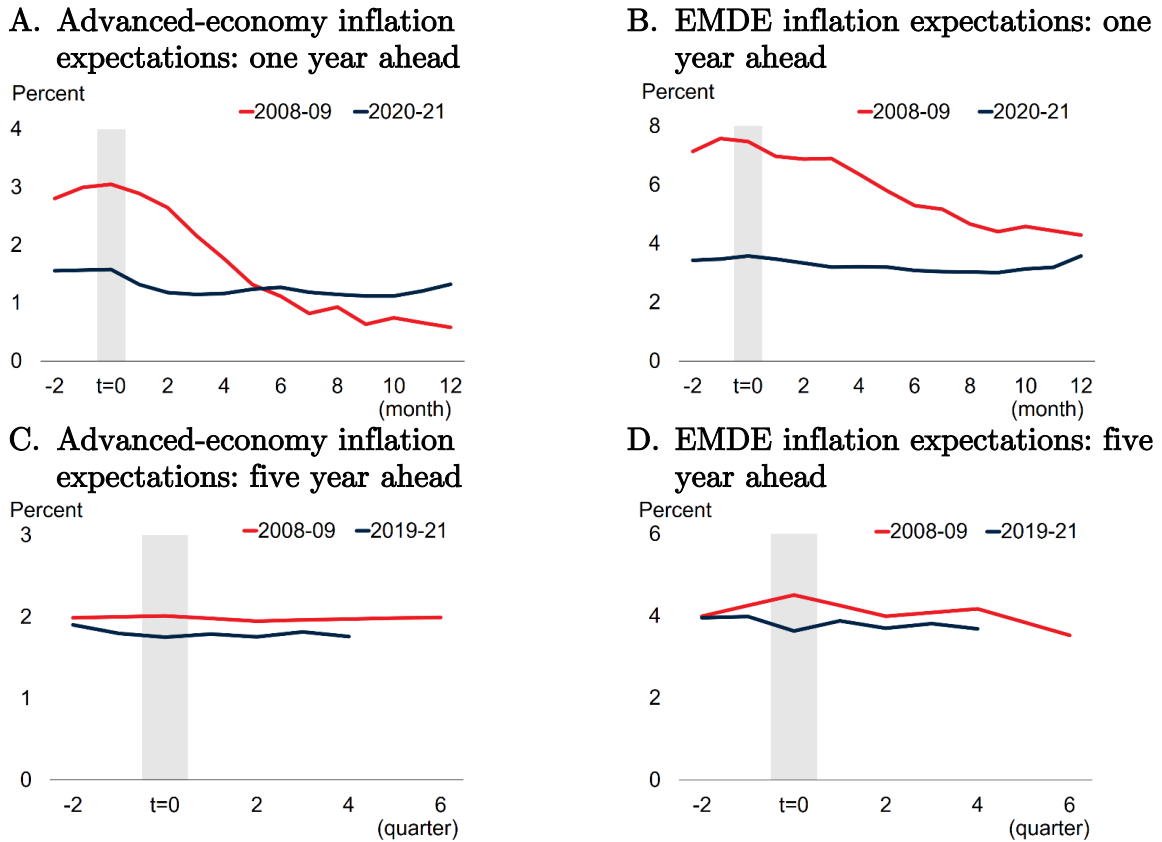 A. Advanced-economy inflation
expectations: one year ahead
Percent
2008-09 2020-21
4
3
2
1
0
-2 t=0 2 4 6 8 10 12
(month)
B. EMDE inflation expectations: one
year ahead
Percent
2008-09 2020-21
8
6
4
2
0
-2 t=0 2 4 6 8 10 12
(month)
C. Advanced-economy inflation
expectations: five year ahead
Percent
2008-09 2019-21
3
2
1
0
-2 t=0 2 4 6
(quarter)
D. EMDE inflation expectations: five
year ahead
Percent
2008-09 2019-21
6
4
2
0
-2 t=0 2 4 6
(quarter)